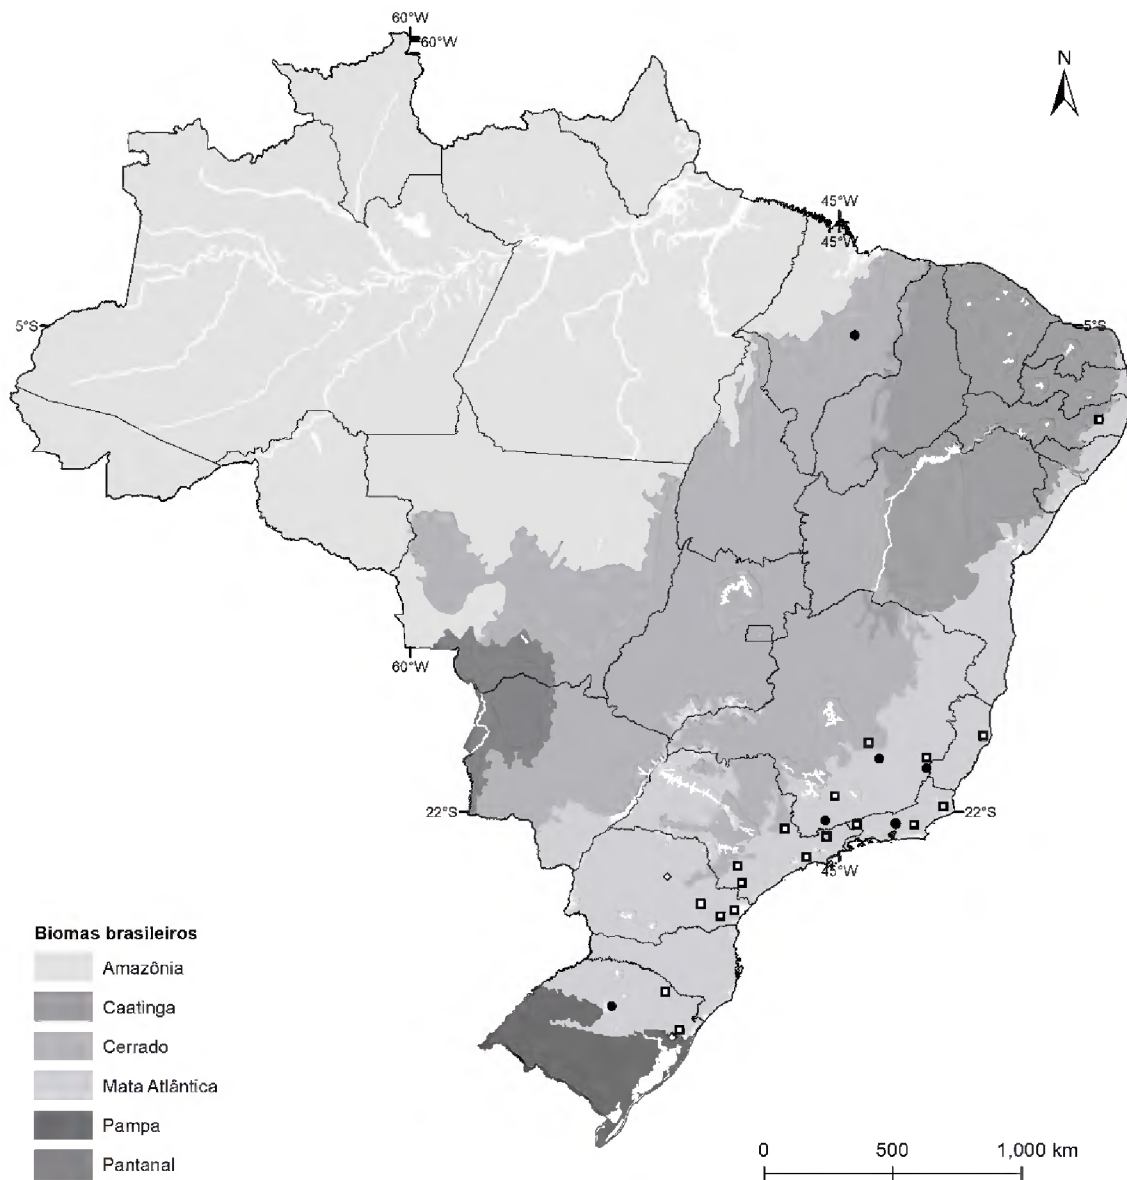 60°W
60°W
N
45°W
45°W
5°S
5°S
60°W
22°S
22°S
45°W
Biomas brasileiros
Amazônia
Caatinga
Cerrado
Mata Atlântica
Pampa
Pantanal
0 500 1,000 km